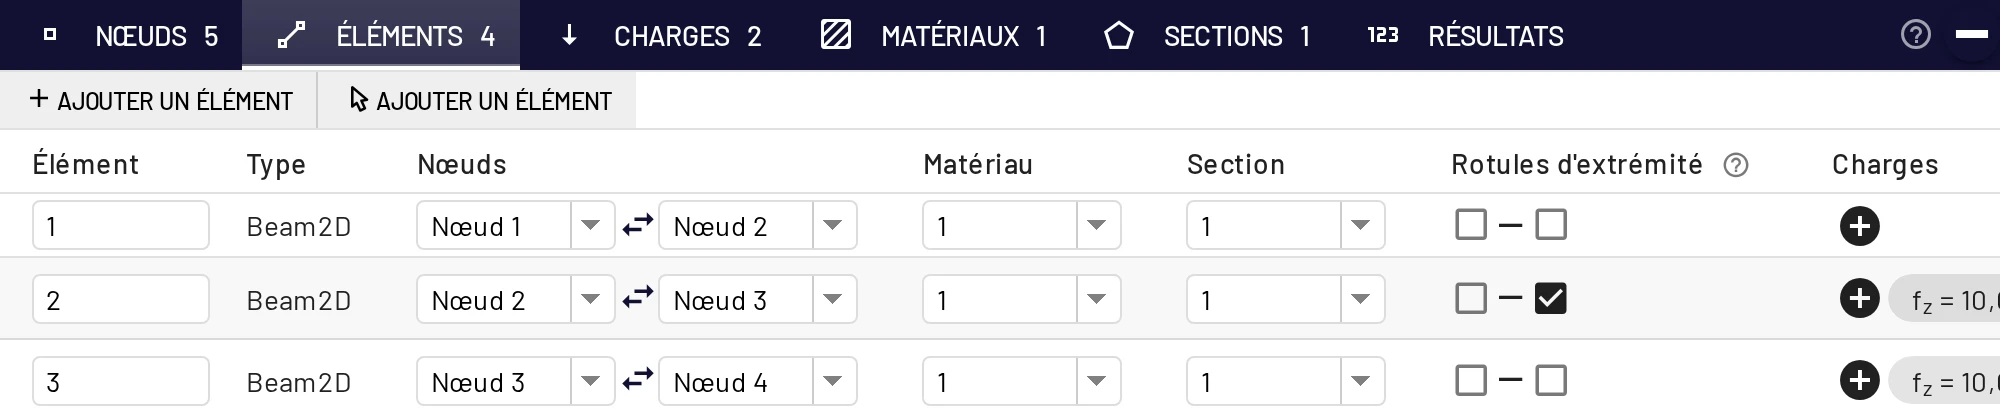 NŒUDS 5 ÉLÉMENTS 4 CHARGES 2 MATÉRIAUX 1 SECTIONS 1 123 RÉSULTATS ?
+ AJOUTER UN ÉLÉMENT AJOUTER UN ÉLÉMENT
Élément Type Nœuds Matériau Section Rotules d'extrémité ? Charges
1 Beam2D Nœud 1 Nœud 2 1 1
2 Beam2D Nœud 2 Nœud 3 1 1 fz = 10,
3 Beam2D Nœud 3 Nœud 4 1 1 fz = 10,